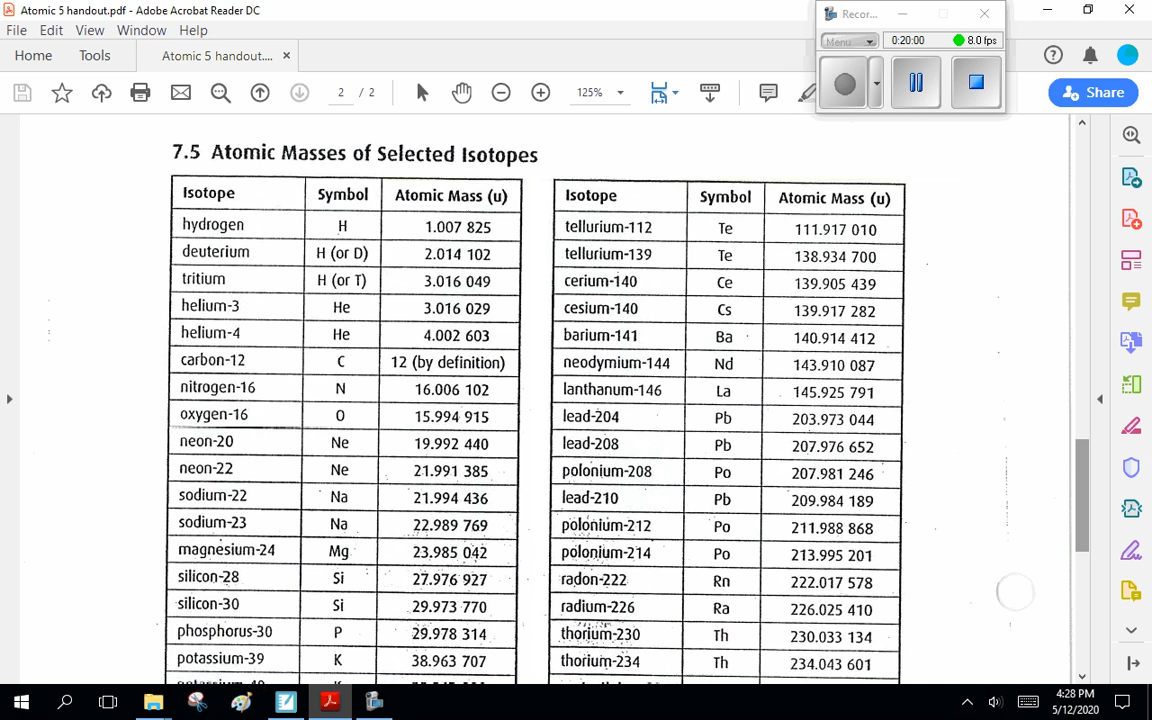 Atomic 5 handout.pdf - Adobe Acrobat Reader DC
File Edit View Window Help
Home Tools Atomic 5 handout.... ×
Recor...
Menu 0:20:00 8.0 fps
2 / 2 125% Share
7.5 Atomic Masses of Selected Isotopes
Isotope Symbol Atomic Mass (u)
hydrogen H 1.007 825
deuterium H (or D) 2.014 102
tritium H (or T) 3.016 049
helium-3 He 3.016 029
helium-4 He 4.002 603
carbon-12 C 12 (by definition)
nitrogen-16 N 16.006 102
oxygen-16 O 15.994 915
neon-20 Ne 19.992 440
neon-22 Ne 21.991 385
sodium-22 Na 21.994 436
sodium-23 Na 22.989 769
magnesium-24 Mg 23.985 042
silicon-28 Si 27.976 927
silicon-30 Si 29.973 770
phosphorus-30 P 29.978 314
potassium-39 K 38.963 707
Isotope Symbol Atomic Mass (u)
tellurium-112 Te 111.917 010
tellurium-139 Te 138.934 700
cerium-140 Ce 139.905 439
cesium-140 Cs 139.917 282
barium-141 Ba 140.914 412
neodymium-144 Nd 143.910 087
lanthanum-146 La 145.925 791
lead-204 Pb 203.973 044
lead-208 Pb 207.976 652
polonium-208 Po 207.981 246
lead-210 Pb 209.984 189
polonium-212 Po 211.988 868
polonium-214 Po 213.995 201
radon-222 Rn 222.017 578
radium-226 Ra 226.025 410
thorium-230 Th 230.033 134
thorium-234 Th 234.043 601
4:28 PM
5/12/2020